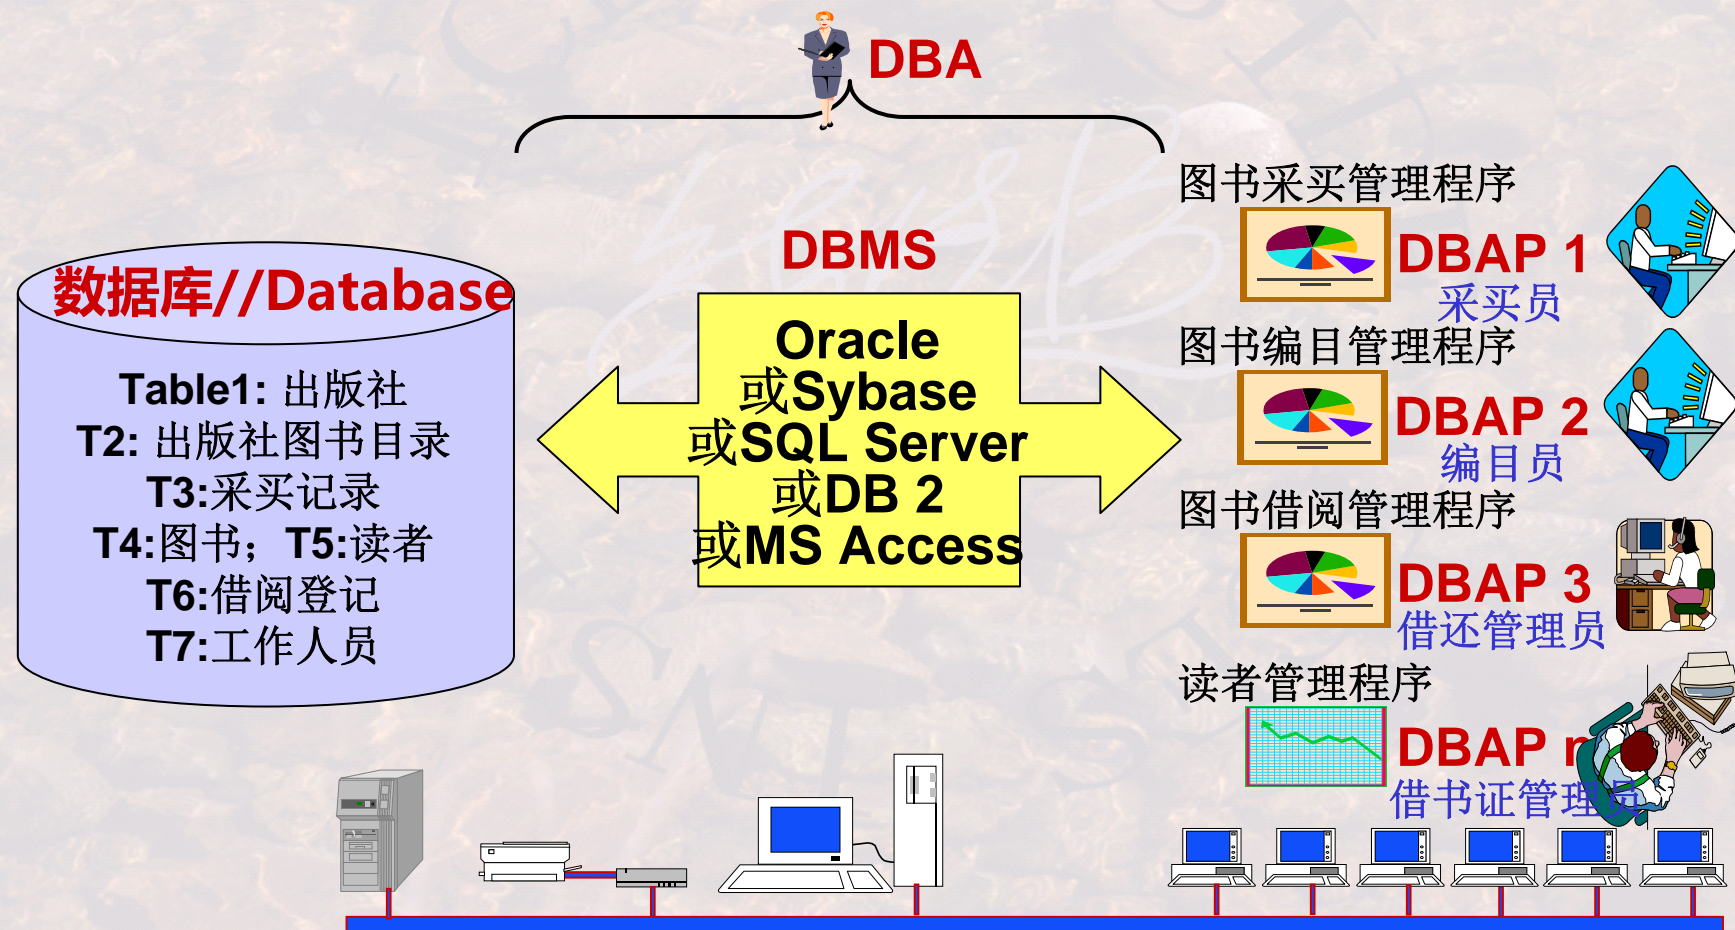 DBA
数据库//Database
Table1: 出版社
T2: 出版社图书目录
T3:采买记录
T4:图书；T5:读者
T6:借阅登记
T7:工作人员
DBMS
Oracle
或Sybase
或SQL Server
或DB 2
或MS Access
图书采买管理程序
DBAP 1
采买员
图书编目管理程序
DBAP 2
编目员
图书借阅管理程序
DBAP 3
借还管理员
读者管理程序
DBAP n
借书证管理员